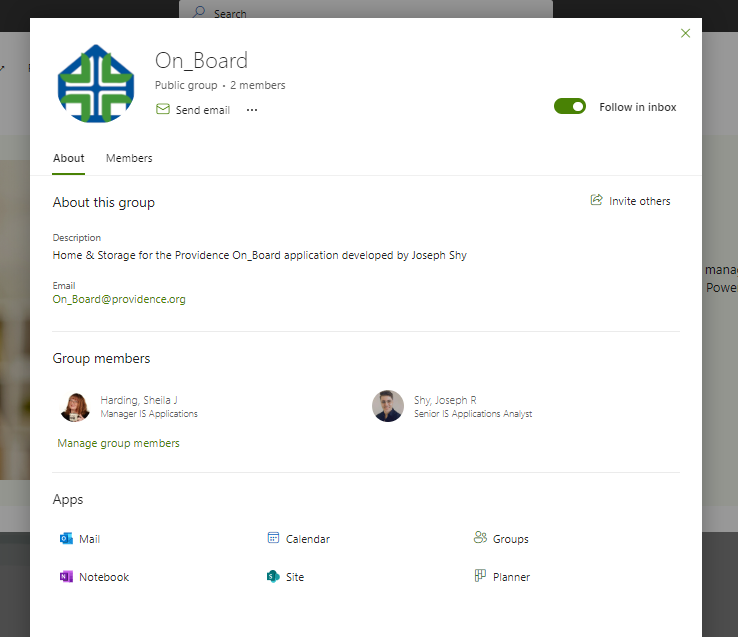 Search
On_Board
Public group • 2 members
Send email
...
Follow in inbox
About
Members
About this group
Invite others
Description
Home & Storage for the Providence On_Board application developed by Joseph Shy
Email
On_Board@providence.org
mana
Powe
Group members
Harding, Sheila J
Manager IS Applications
Shy, Joseph R
Senior IS Applications Analyst
Manage group members
Apps
Mail
Calendar
Groups
Notebook
Site
Planner